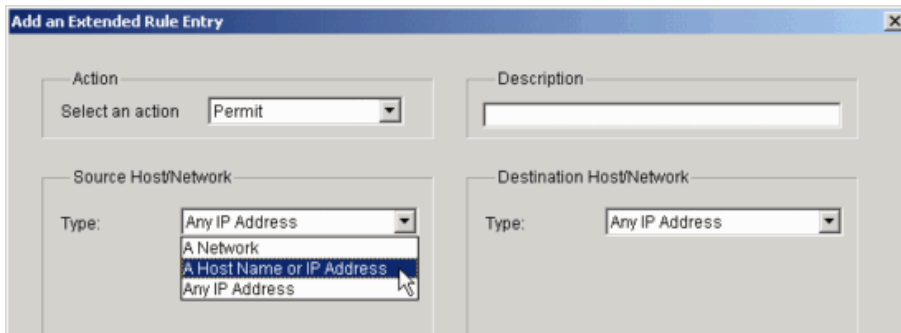 Add an Extended Rule Entry
Action
Select an action Permit
Description
Source Host/Network
Type: Any IP Address
A Network
A Host Name or IP Address
Any IP Address
Destination Host/Network
Type: Any IP Address